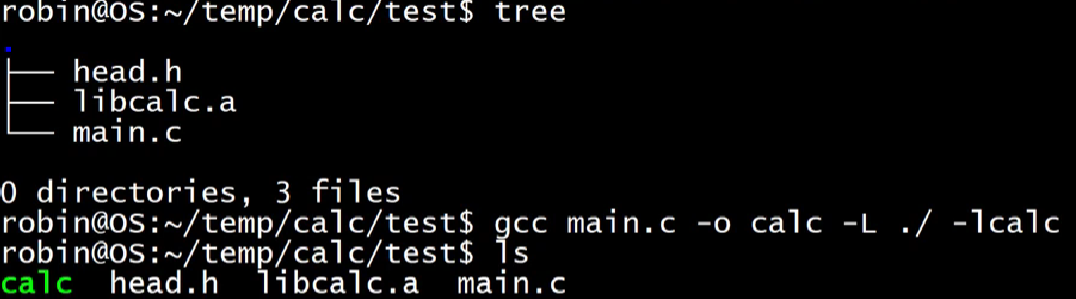 robin@OS:~/temp/calc/test$ tree
.
├── head.h
├── libcalc.a
└── main.c
0 directories, 3 files
robin@OS:~/temp/calc/test$ gcc main.c -o calc -L ./ -lcalc
robin@OS:~/temp/calc/test$ ls
calc  head.h  libcalc.a  main.c